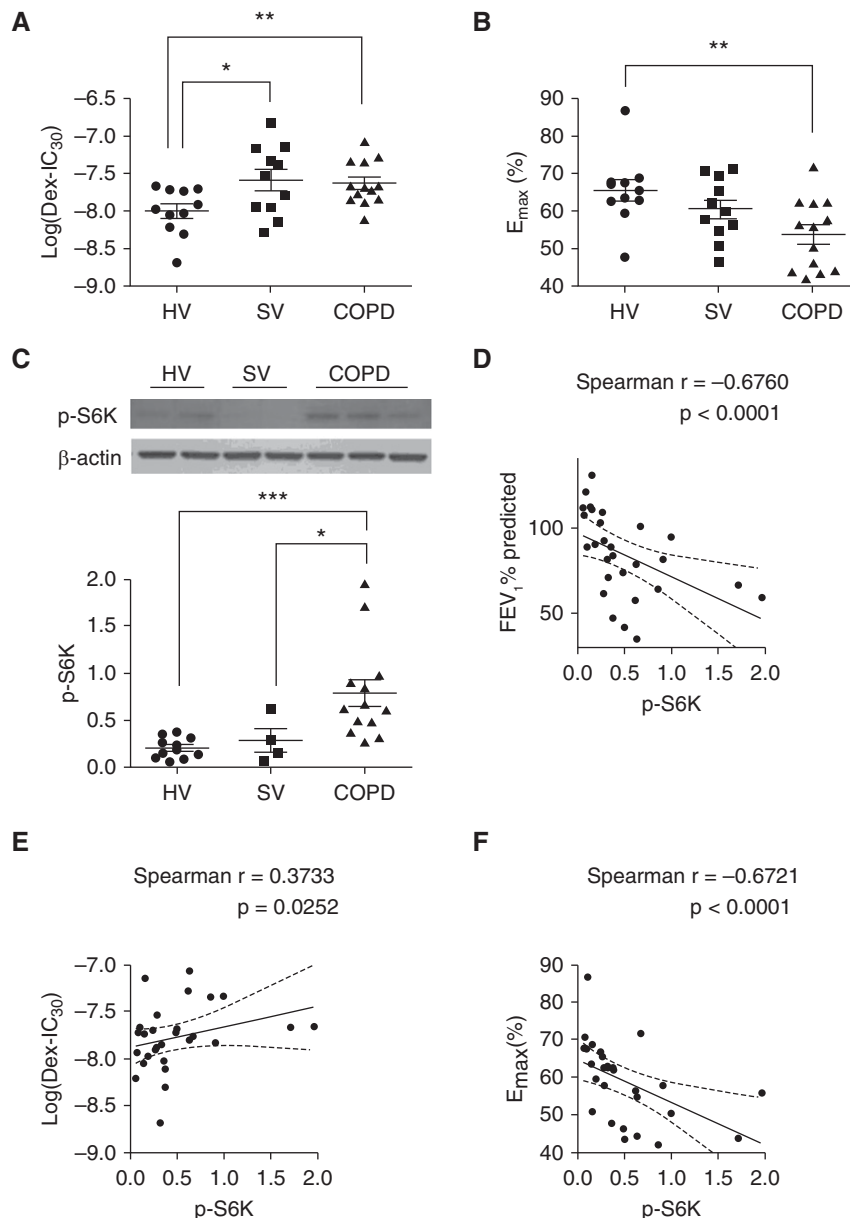 A
**
*
Log(Dex-IC30)
–6.5
–7.0
–7.5
–8.0
–8.5
–9.0
HV SV COPD
B
**
Emax (%)
90
80
70
60
50
40
HV SV COPD
C
HV SV COPD
p-S6K
β-actin
***
*
p-S6K
2.0
1.5
1.0
0.5
0.0
HV SV COPD
D
Spearman r = –0.6760
p < 0.0001
FEV1% predicted
100
50
0.0 0.5 1.0 1.5 2.0
p-S6K
E
Spearman r = 0.3733
p = 0.0252
Log(Dex-IC30)
–7.0
–7.5
–8.0
–8.5
–9.0
0.0 0.5 1.0 1.5 2.0
p-S6K
F
Spearman r = –0.6721
p < 0.0001
Emax(%)
90
80
70
60
50
40
0.0 0.5 1.0 1.5 2.0
p-S6K